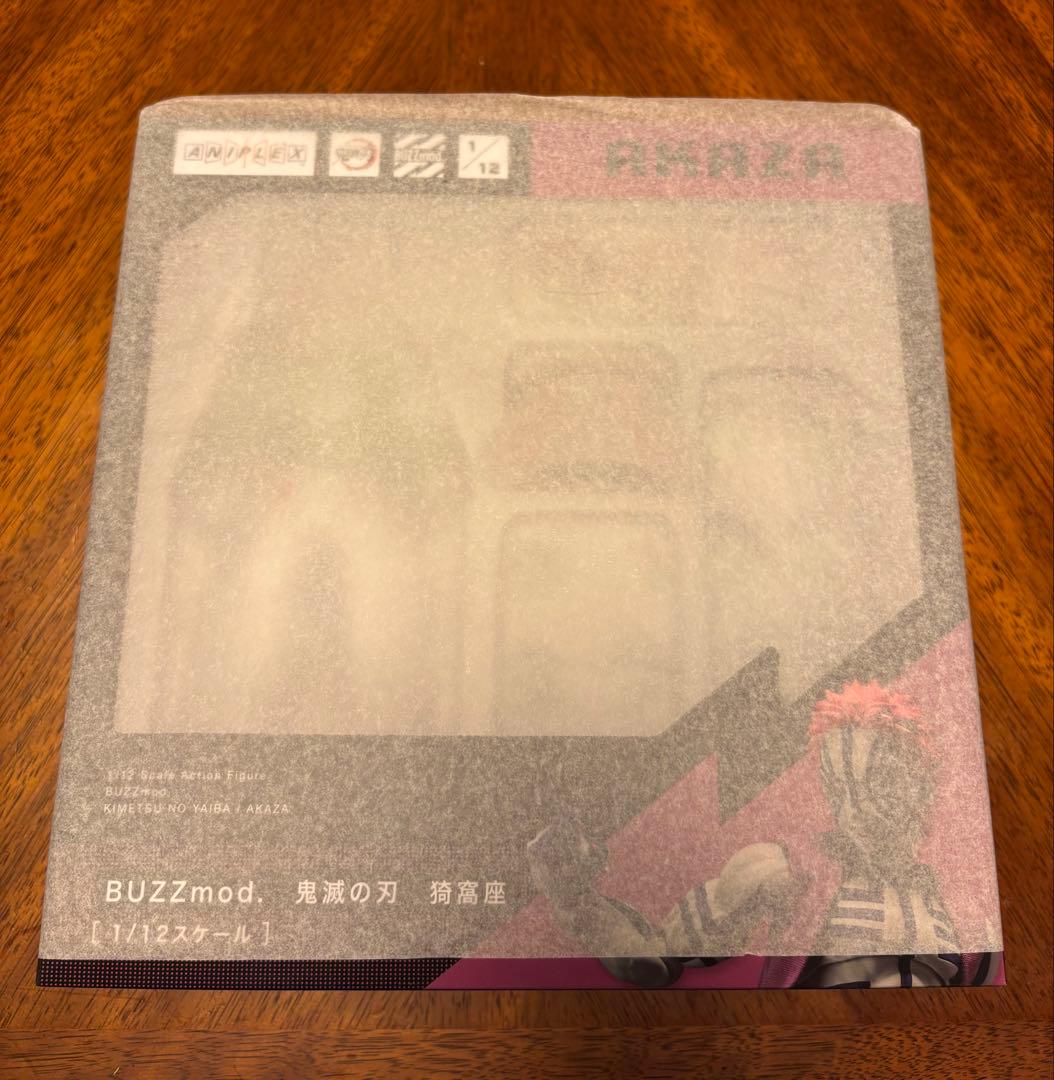 ANIPLEX
BUZZmod.
1/12
AKAZA
1/12 Scale Action Figure
BUZZmod.
KIMETSU NO YAIBA / AKAZA
BUZZmod. 鬼滅の刃 猗窩座
[ 1/12スケール ]